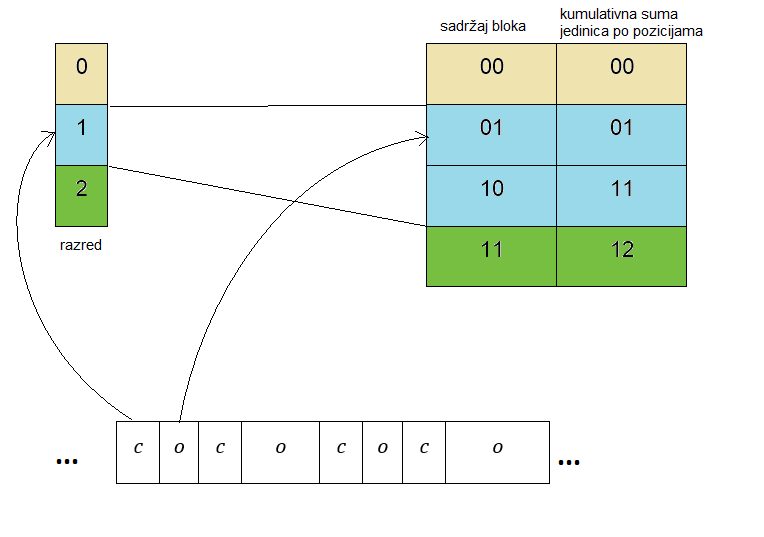 sadržaj bloka
kumulativna suma
jedinica po pozicijama
0
1
2
razred
00 00
01 01
10 11
11 12
... c o c o c o c o ...